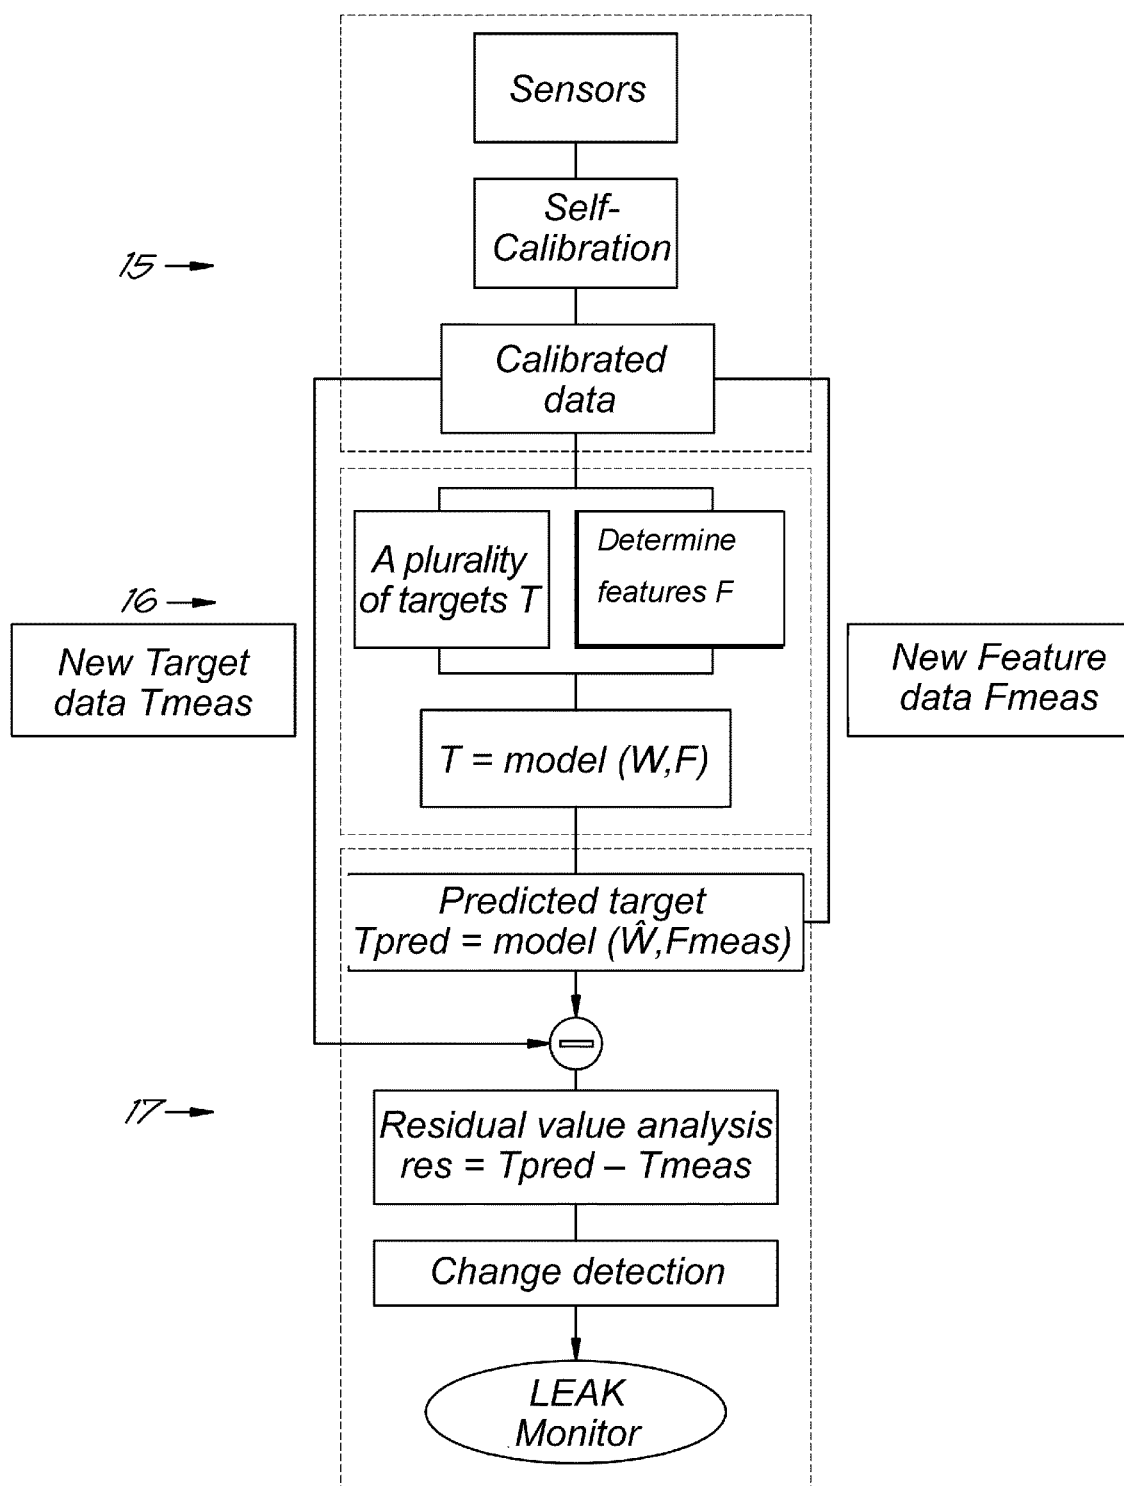 Sensors
Self-
Calibration
15
Calibrated
data
A plurality
of targets T
Determine
features F
16
New Target
data Tmeas
New Feature
data Fmeas
T = model (W,F)
Predicted target
Tpred = model (Ŵ,Fmeas)
17
Residual value analysis
res = Tpred – Tmeas
Change detection
LEAK
Monitor